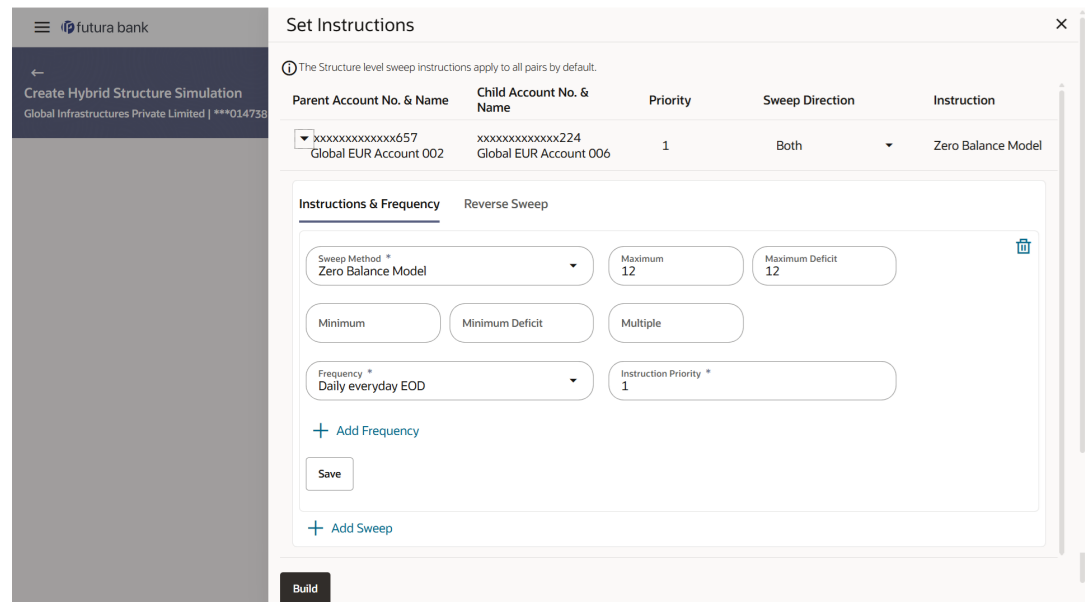 futura bank
Create Hybrid Structure Simulation
Global Infrastructures Private Limited | ***014738
Set Instructions
The Structure level sweep instructions apply to all pairs by default.
Parent Account No. & Name
Child Account No. &
Name
Priority
Sweep Direction
Instruction
xxxxxxxxxxxxx657
Global EUR Account 002
xxxxxxxxxxxxx224
Global EUR Account 006
1
Both
Zero Balance Model
Instructions & Frequency
Reverse Sweep
Sweep Method *
Zero Balance Model
Maximum
12
Maximum Deficit
12
Minimum
Minimum Deficit
Multiple
Frequency *
Daily everyday EOD
Instruction Priority *
1
Add Frequency
Save
Add Sweep
Build